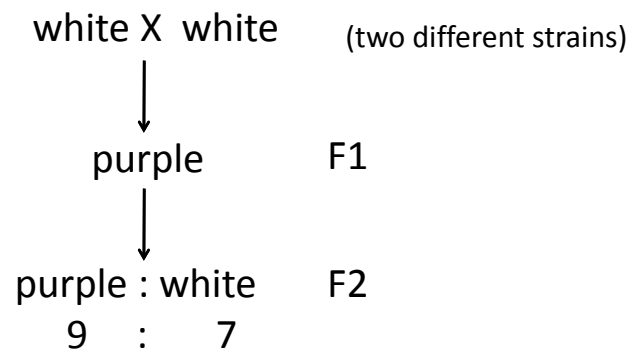 white X white (two different strains)
purple F1
purple : white F2
9 : 7